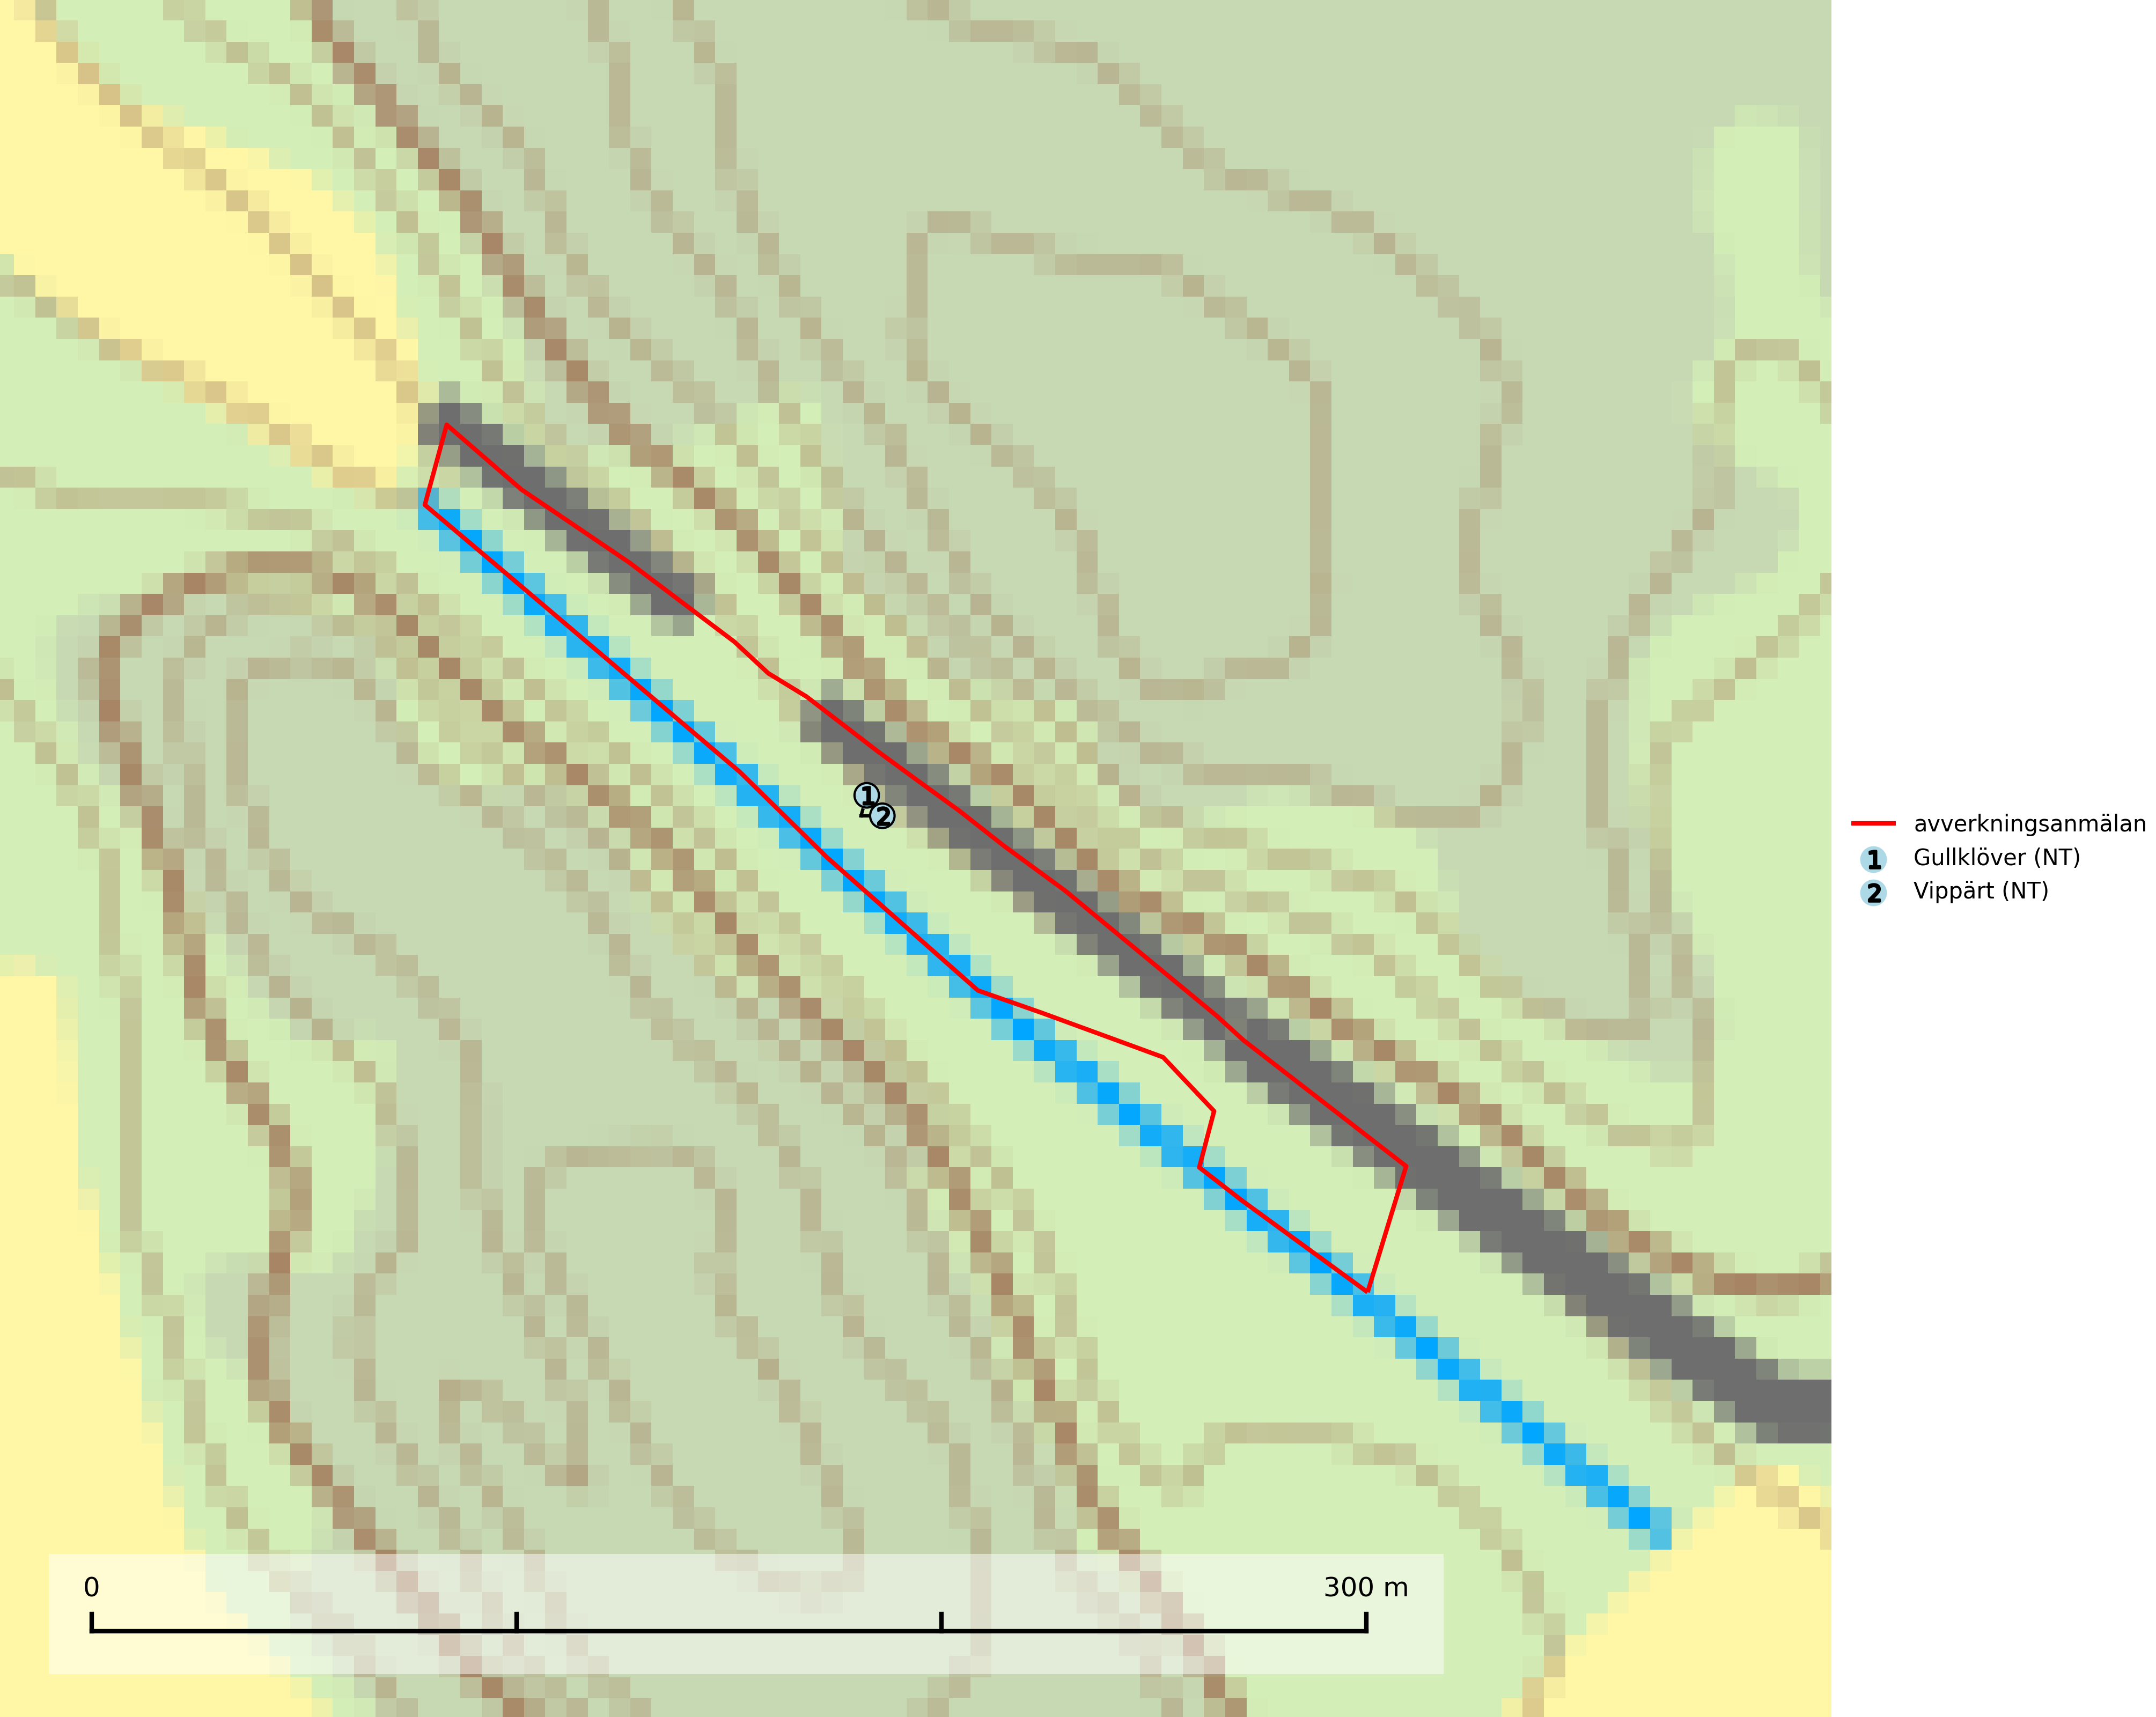 1
2
avverkningsanmälan
1 Gullklöver (NT)
2 Vippärt (NT)
0 300 m